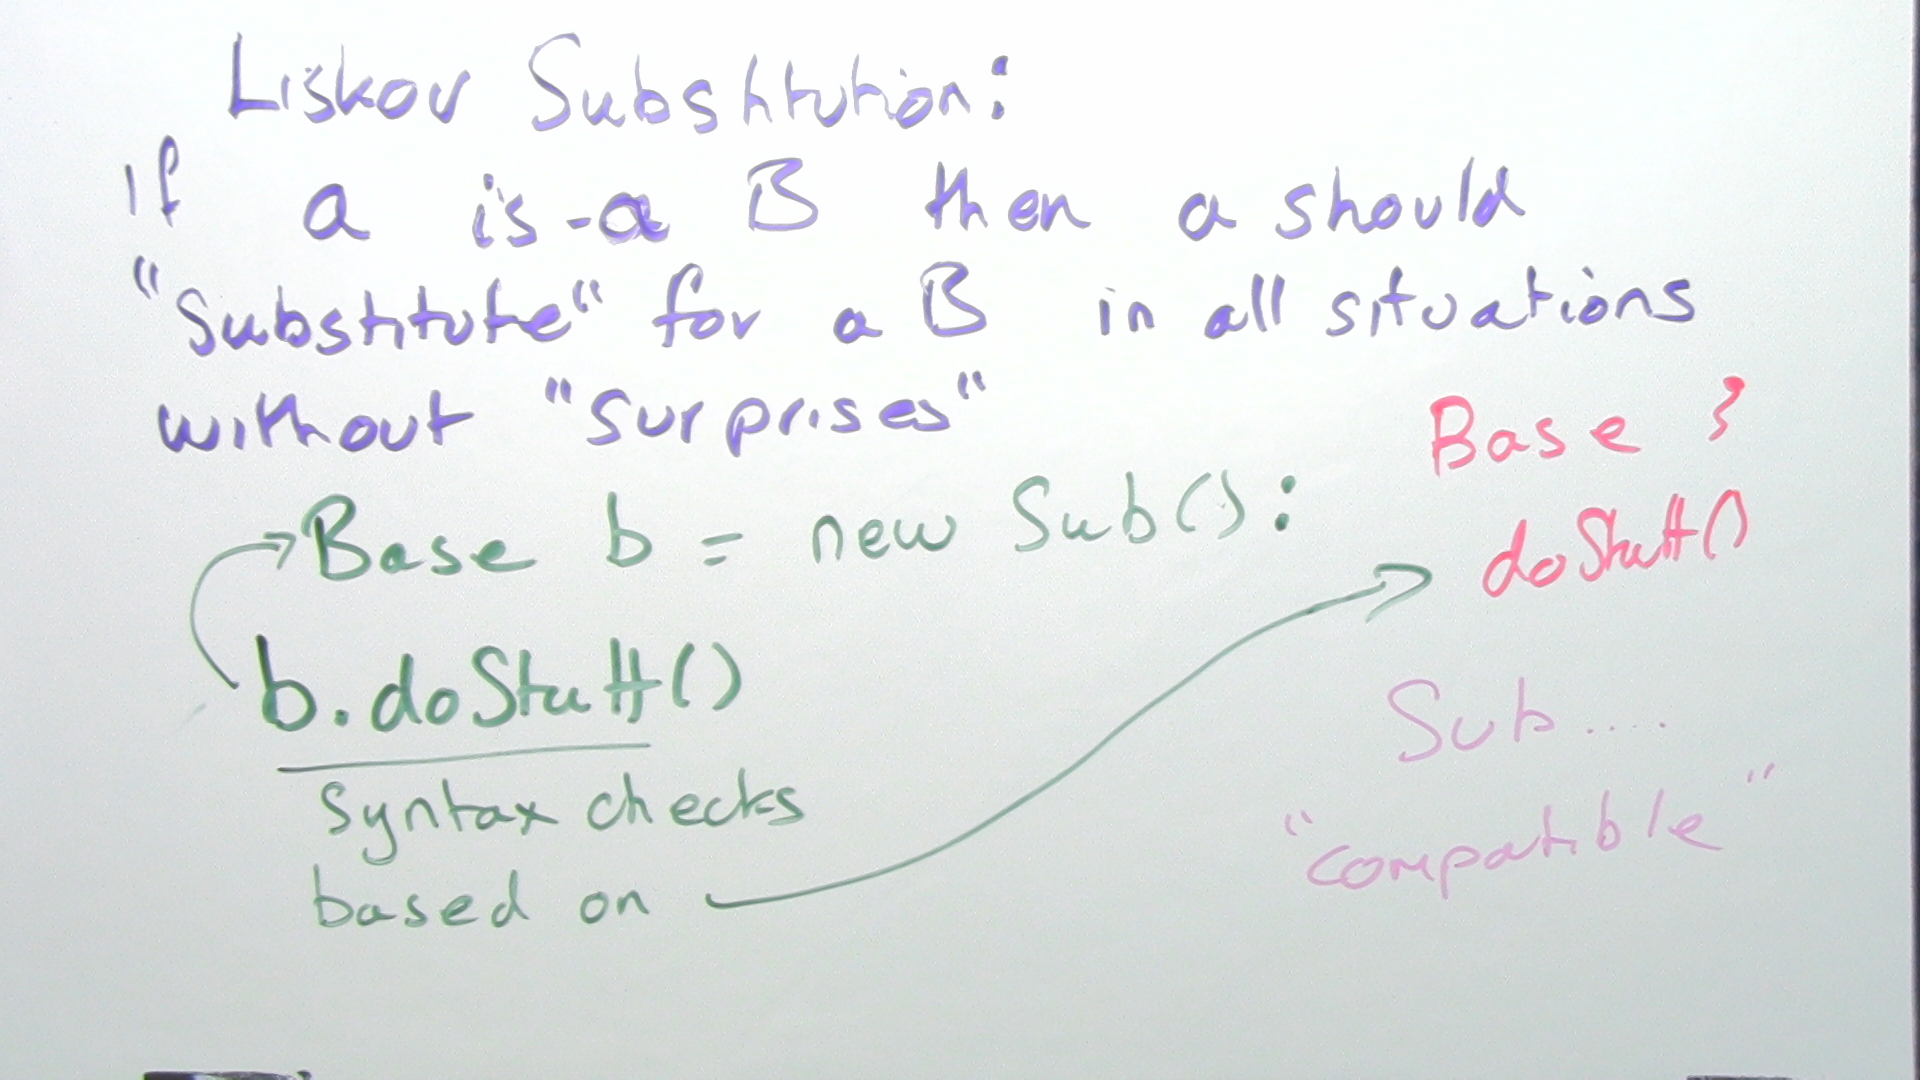 Liskov Substitution:
If a is-a B then a should
"Substitute" for a B in all situations
without "surprises"
Base {
doStuff()
Base b = new Sub():
b.doStuff()
syntax checks
based on
Sub....
"compatible"